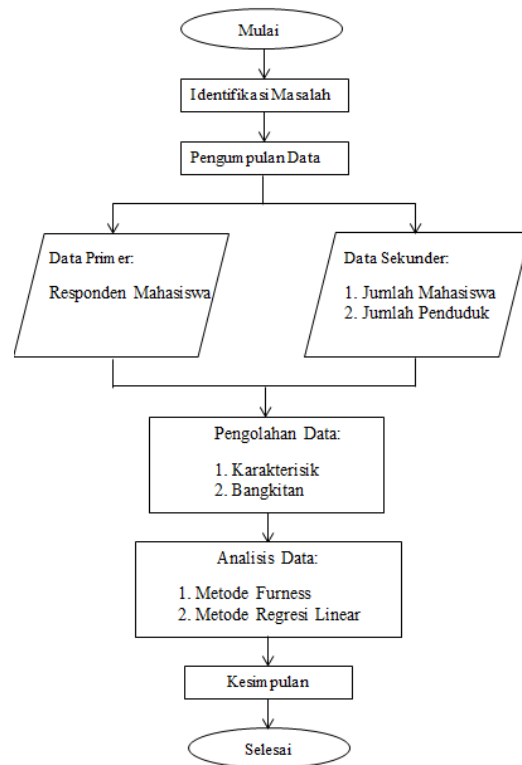 Mulai
Identifikasi Masalah
Pengumpulan Data
Data Primer:
Responden Mahasiswa
Data Sekunder:
1. Jumlah Mahasiswa
2. Jumlah Penduduk
Pengolahan Data:
1. Karakterisik
2. Bangkitan
Analisis Data:
1. Metode Furness
2. Metode Regresi Linear
Kesimpulan
Selesai